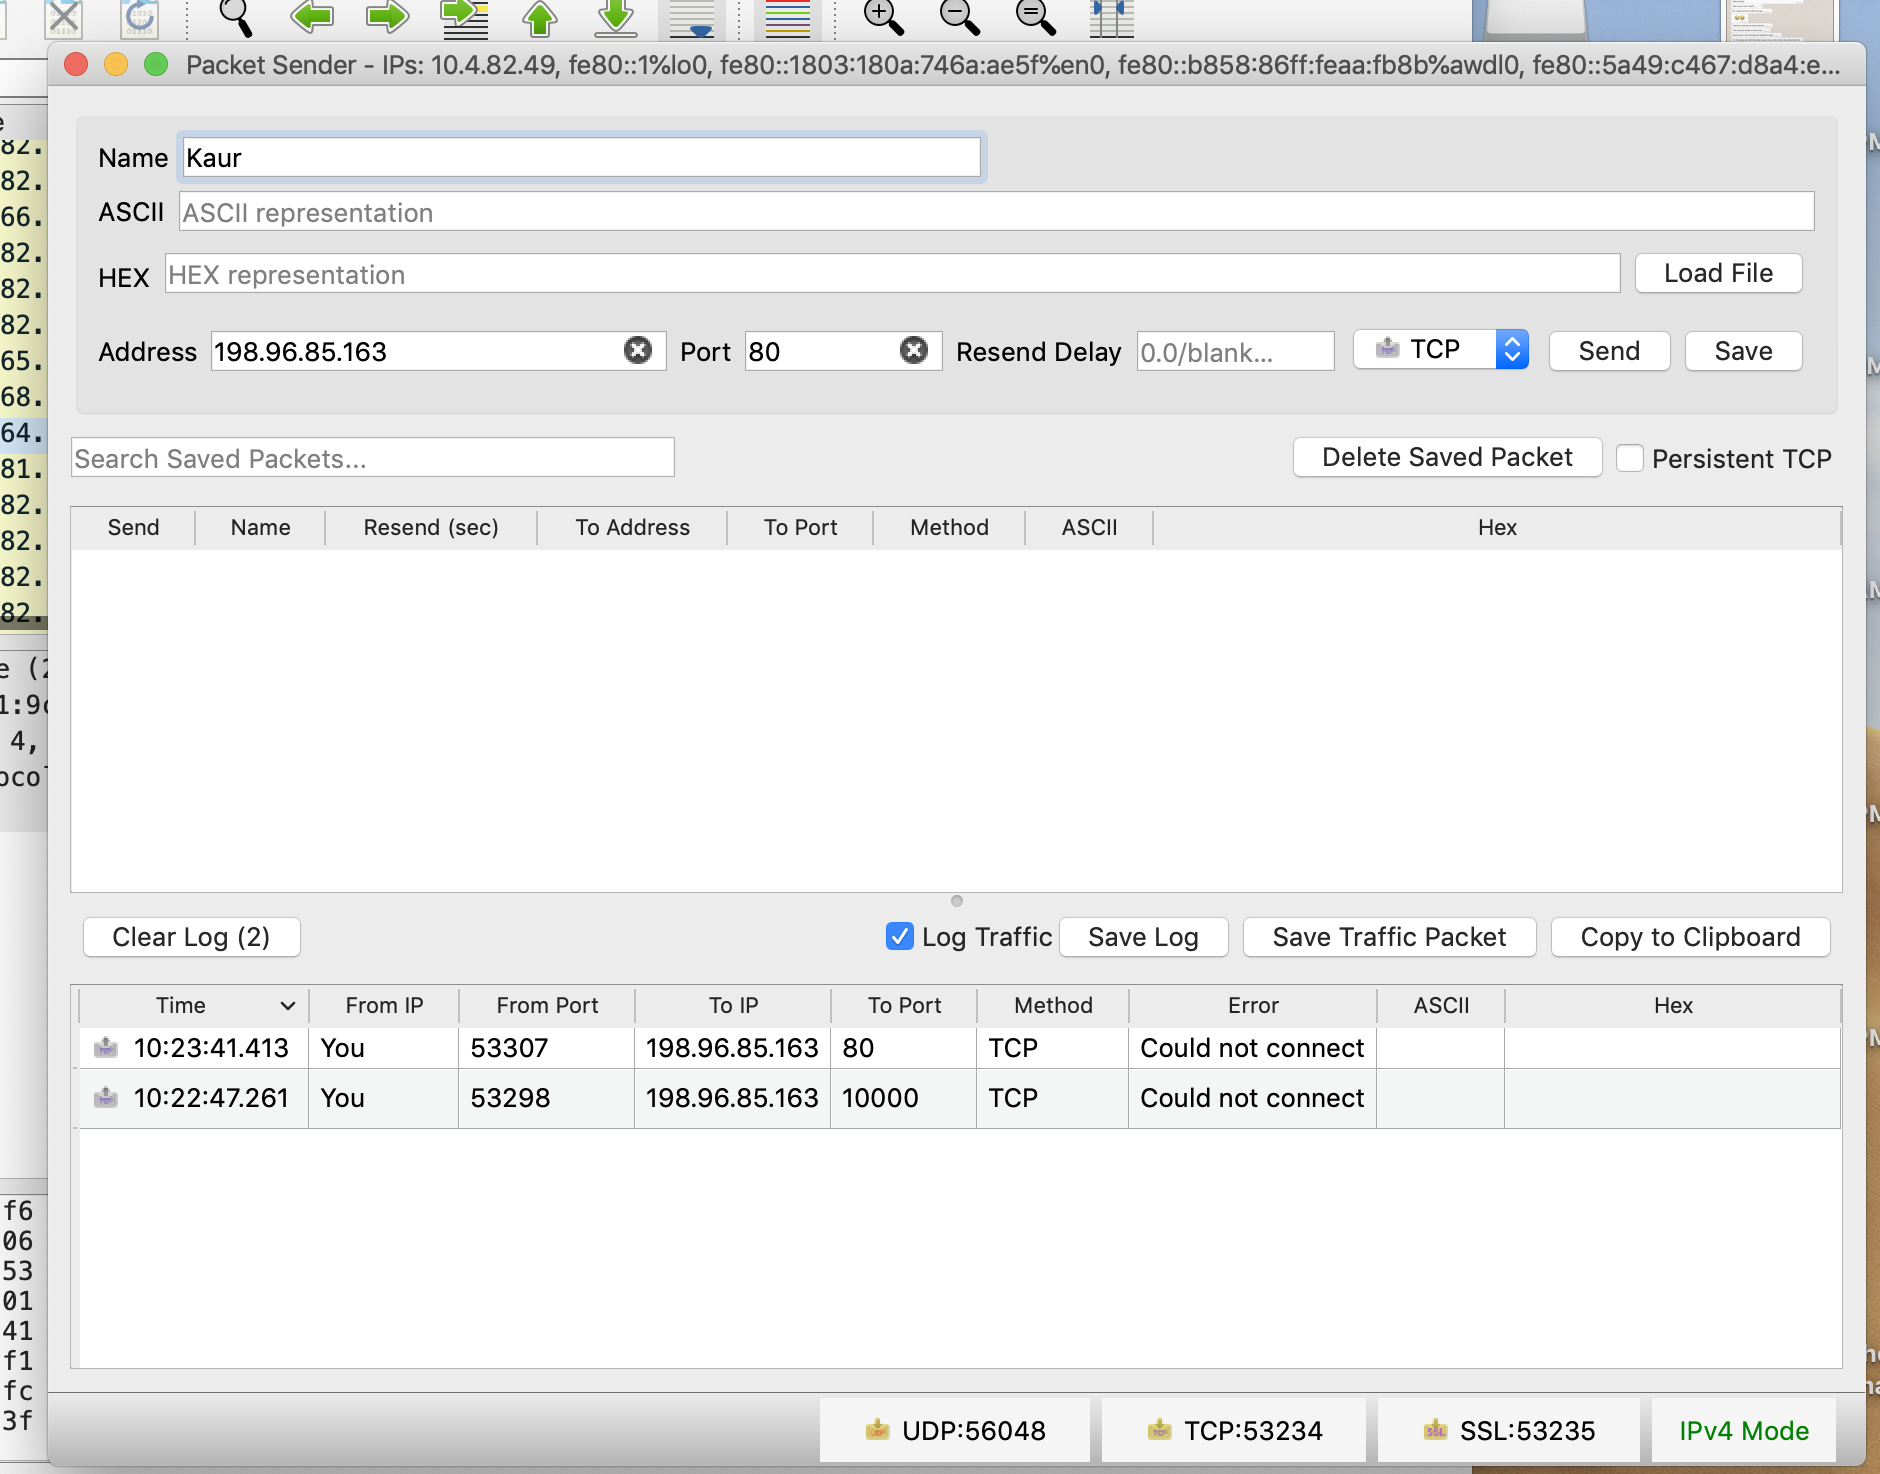 Packet Sender - IPs: 10.4.82.49, fe80::1%lo0, fe80::1803:180a:746a:ae5f%en0, fe80::b858:86ff:feaa:fb8b%awdl0, fe80::5a49:c467:d8a4:e...
Name Kaur
ASCII ASCII representation
HEX HEX representation Load File
Address 198.96.85.163 Port 80 Resend Delay 0.0/blank... TCP Send Save
Search Saved Packets... Delete Saved Packet Persistent TCP
Send Name Resend (sec) To Address To Port Method ASCII Hex
Clear Log (2) Log Traffic Save Log Save Traffic Packet Copy to Clipboard
Time From IP From Port To IP To Port Method Error ASCII Hex
10:23:41.413 You 53307 198.96.85.163 80 TCP Could not connect
10:22:47.261 You 53298 198.96.85.163 10000 TCP Could not connect
UDP:56048 TCP:53234 SSL:53235 IPv4 Mode
82.
82.
66.
82.
82.
82.
65.
68.
64.
81.
82.
82.
82.
82.
e (2
1:9c
4,
ocol
f6
06
53
01
41
f1
fc
3f